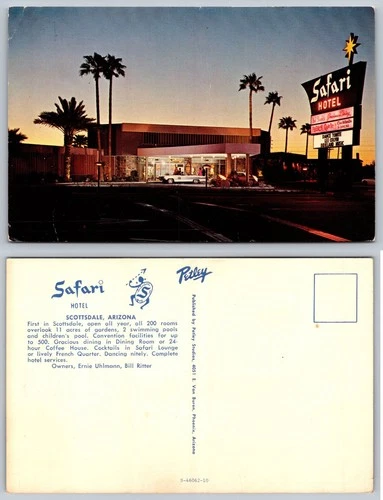 Safari
HOTEL
Safari
HOTEL
SCOTTSDALE, ARIZONA
First in Scottsdale, open all year, all 200 rooms
overlook 11 acres of gardens, 2 swimming pools
and children's pool. Convention facilities for up
to 500. Gracious dining in Dining Room or 24-
hour Coffee House. Cocktails in Safari Lounge
or lively French Quarter. Dancing nitely. Complete
hotel services.
Owners, Ernie Uhlmann, Bill Ritter
Petley
Published by Petley Studios, 4051 E. Van Buren, Phoenix, Arizona